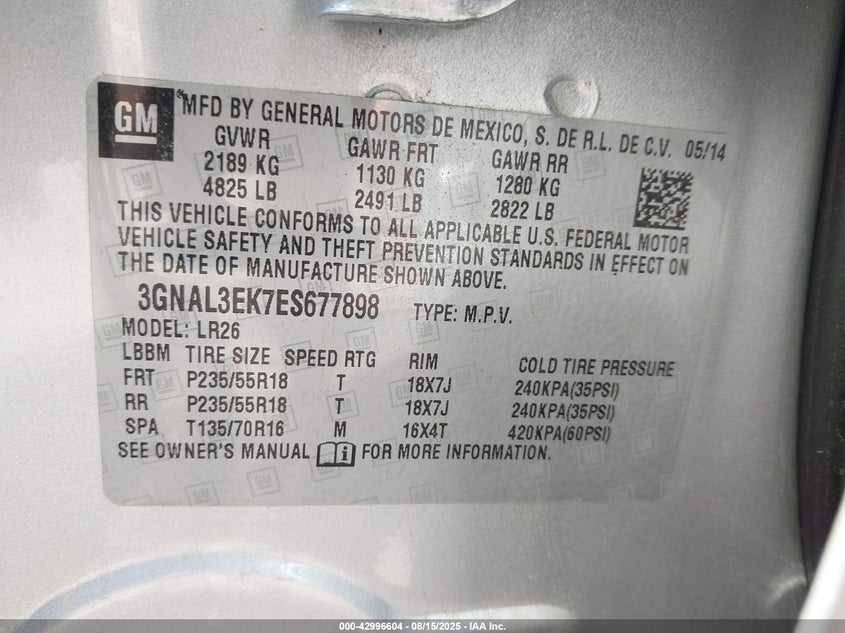 GM
®MFD BY GENERAL MOTORS DE MEXICO, S. DE R.L. DE C.V. 05/14
GVWR GAWR FRT GAWR RR
2189 KG 1130 KG 1280 KG
4825 LB 2491 LB 2822 LB
THIS VEHICLE CONFORMS TO ALL APPLICABLE U.S. FEDERAL MOTOR
VEHICLE SAFETY AND THEFT PREVENTION STANDARDS IN EFFECT ON
THE DATE OF MANUFACTURE SHOWN ABOVE.
3GNAL3EK7ES677898 TYPE: M.P.V.
MODEL: LR26
LBBM TIRE SIZE SPEED RTG RIM COLD TIRE PRESSURE
FRT P235/55R18 T 18X7J 240KPA(35PSI)
RR P235/55R18 T 18X7J 240KPA(35PSI)
SPA T135/70R16 M 16X4T 420KPA(60PSI)
SEE OWNER'S MANUAL i FOR MORE INFORMATION.
000-42996604 - 08/15/2025 - IAA Inc.